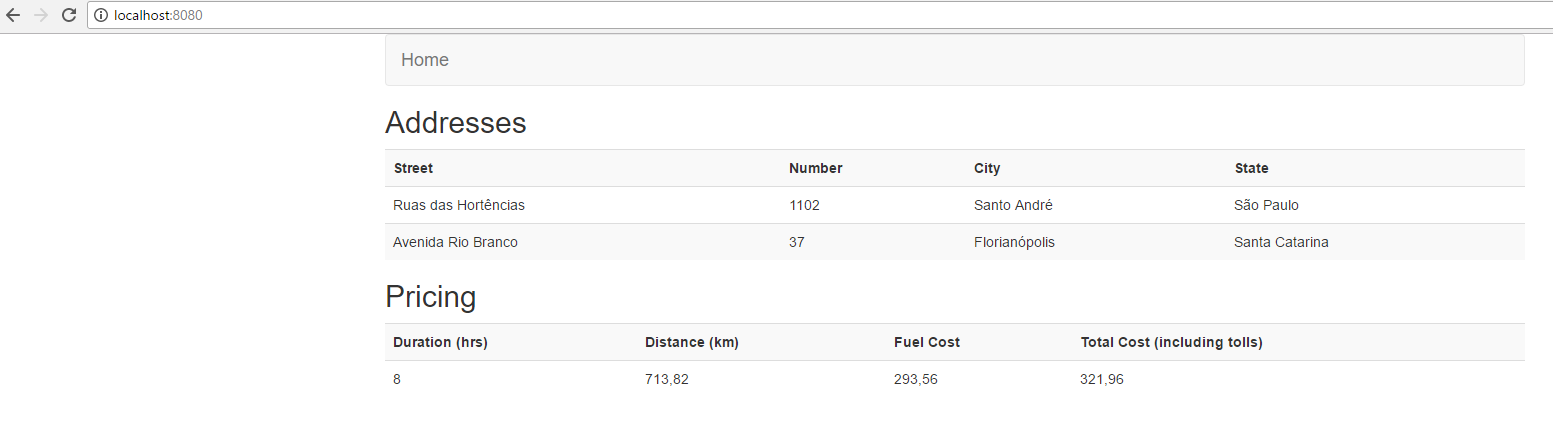 localhost:8080
Home
Addresses
Street Number City State
Ruas das Hortências 1102 Santo André São Paulo
Avenida Rio Branco 37 Florianópolis Santa Catarina
Pricing
Duration (hrs) Distance (km) Fuel Cost Total Cost (including tolls)
8 713,82 293,56 321,96